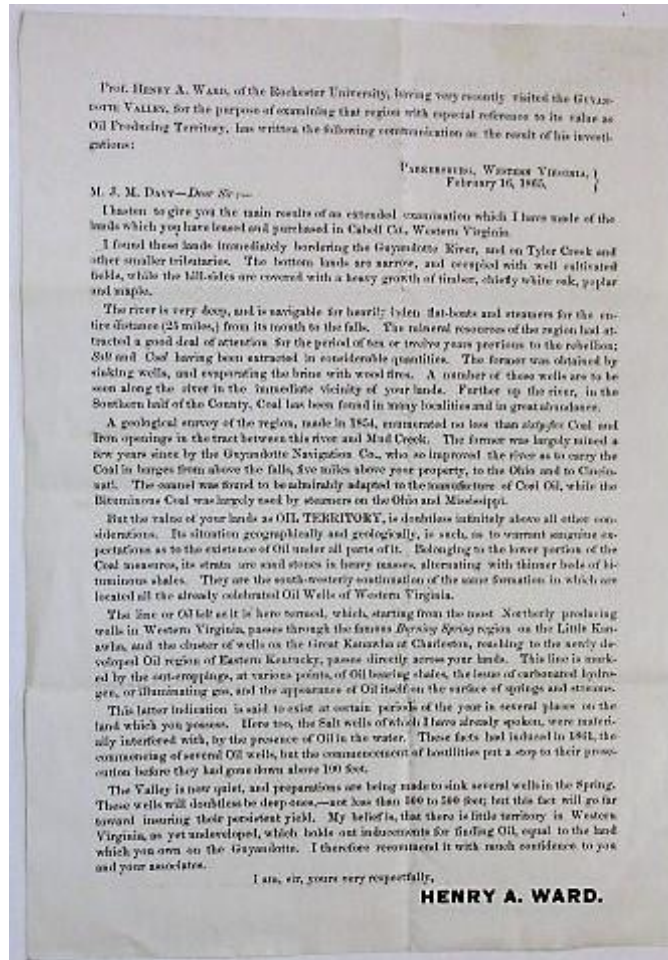 Prof. HENRY A. WARD, of the Rochester University, having very recently visited the GUYAN-
DOTTE VALLEY, for the purpose of examining that region with especial reference to its value as
Oil Producing Territory, has written the following communication as the result of his investi-
gations:
PARKERSBURG, WESTERN VIRGINIA,
February 16, 1865.
M. J. M. DAVY—Dear Sir:—
I hasten to give you the main results of an extended examination which I have made of the
lands which you have leased and purchased in Cabell Co., Western Virginia.
I found these lands immediately bordering the Guyandotte River, and on Tyler Creek and
other smaller tributaries. The bottom lands are narrow, and occupied with well cultivated
fields, while the hill-sides are covered with a heavy growth of timber, chiefly white oak, poplar
and maple.
The river is very deep, and is navigable for heavily laden flat-boats and steamers for the en-
tire distance (25 miles,) from its mouth to the falls. The mineral resources of the region had at-
tracted a good deal of attention for the period of ten or twelve years previous to the rebellion;
Salt and Coal having been extracted in considerable quantities. The former was obtained by
sinking wells, and evaporating the brine with wood fires. A number of these wells are to be
seen along the river in the immediate vicinity of your lands. Further up the river, in the
Southern half of the County, Coal has been found in many localities and in great abundance.
A geological survey of the region, made in 1854, enumerated no less than sixty-five Coal and
Iron openings in the tract between this river and Mud Creek. The former was largely mined a
few years since by the Guyandotte Navigation Co., who so improved the river as to carry the
Coal in barges from above the falls, five miles above your property, to the Ohio and to Cincin-
nati. The cannel was found to be admirably adapted to the manufacture of Coal Oil, while the
Bituminous Coal was largely used by steamers on the Ohio and Mississippi.
But the value of your lands as OIL TERRITORY, is doubtless infinitely above all other con-
siderations. Its situation geographically and geologically, is such, as to warrant sanguine ex-
pectations as to the existence of Oil under all parts of it. Belonging to the lower portion of the
Coal measures, its strata are sand stones in heavy masses, alternating with thinner beds of bi-
tuminous shales. They are the south-westerly continuation of the same formation in which are
located all the already celebrated Oil Wells of Western Virginia.
The line or Oil belt as it is here termed, which, starting from the most Northerly producing
wells in Western Virginia, passes through the famous Burning Spring region on the Little Kan-
awha, and the cluster of wells on the Great Kanawha at Charleston, reaching to the newly de-
veloped Oil region of Eastern Kentucky, passes directly across your lands. This line is mark-
ed by the out-croppings, at various points, of Oil bearing shales, the issue of carbonated hydro-
gen, or illuminating gas, and the appearance of Oil itself on the surface of springs and streams.
This latter indication is said to exist at certain periods of the year in several places on the
land which you possess. Here too, the Salt wells of which I have already spoken, were materi-
ally interfered with, by the presence of Oil in the water. These facts had induced in 1861, the
commencing of several Oil wells, but the commencement of hostilities put a stop to their prose-
cution before they had gone down above 100 feet.
The Valley is now quiet, and preparations are being made to sink several wells in the Spring.
These wells will doubtless be deep ones,—not less than 300 to 500 feet; but this fact will go far
toward insuring their persistent yield. My belief is, that there is little territory in Western
Virginia, as yet undeveloped, which holds out inducements for finding Oil, equal to the land
which you own on the Guyandotte. I therefore recommend it with much confidence to you
and your associates.
I am, sir, yours very respectfully,
HENRY A. WARD.